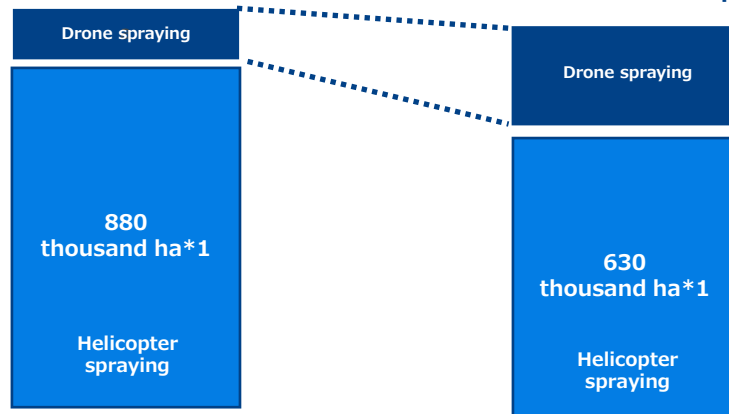 Drone spraying
880
thousand ha*1
Helicopter
spraying
Drone spraying
630
thousand ha*1
Helicopter
spraying